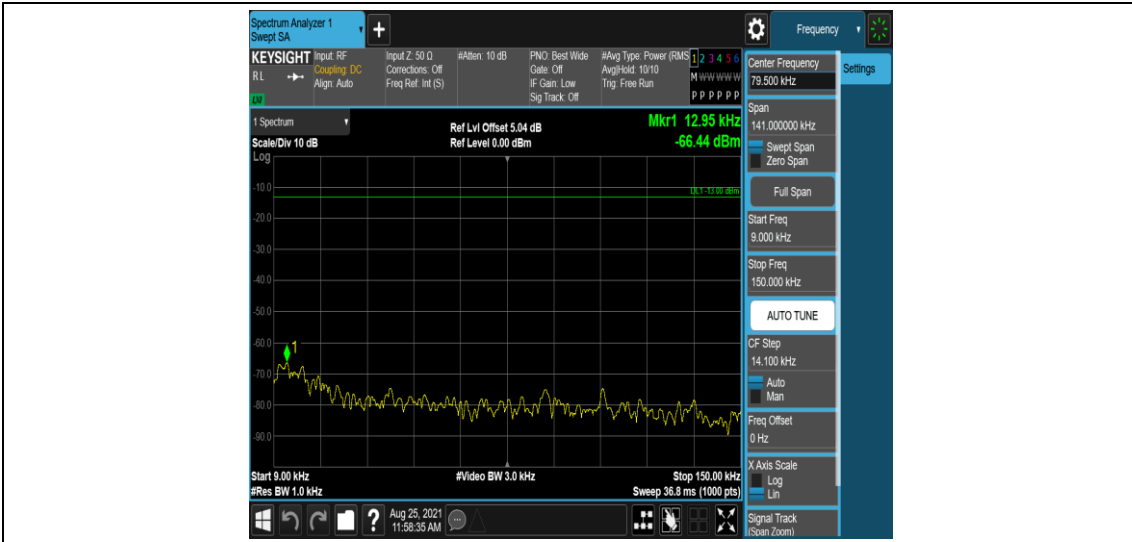 Spectrum Analyzer 1
Swept SA
+
Frequency
KEYSIGHT
RL
LXI
Input: RF
Coupling: DC
Align: Auto
Input Z: 50 Ω
Corrections: Off
Freq Ref: Int (S)
#Atten: 10 dB
PNO: Best Wide
Gate: Off
IF Gain: Low
Sig Track: Off
#Avg Type: Power (RMS
Avg|Hold: 10/10
Trig: Free Run
1 2 3 4 5 6
M W W W W W
P P P P P P
Center Frequency
79.500 kHz
Settings
Span
141.000000 kHz
Swept Span
Zero Span
Full Span
Start Freq
9.000 kHz
Stop Freq
150.000 kHz
AUTO TUNE
CF Step
14.100 kHz
Auto
Man
Freq Offset
0 Hz
X Axis Scale
Log
Lin
Signal Track
(Span Zoom)
1 Spectrum
Scale/Div 10 dB
Log
Ref Lvl Offset 5.04 dB
Ref Level 0.00 dBm
Mkr1 12.95 kHz
-66.44 dBm
DL1 -13.00 dBm
-10.0
-20.0
-30.0
-40.0
-50.0
-60.0
-70.0
-80.0
-90.0
1
Start 9.00 kHz
#Res BW 1.0 kHz
#Video BW 3.0 kHz
Stop 150.00 kHz
Sweep 36.8 ms (1000 pts)
?
Aug 25, 2021
11:58:35 AM